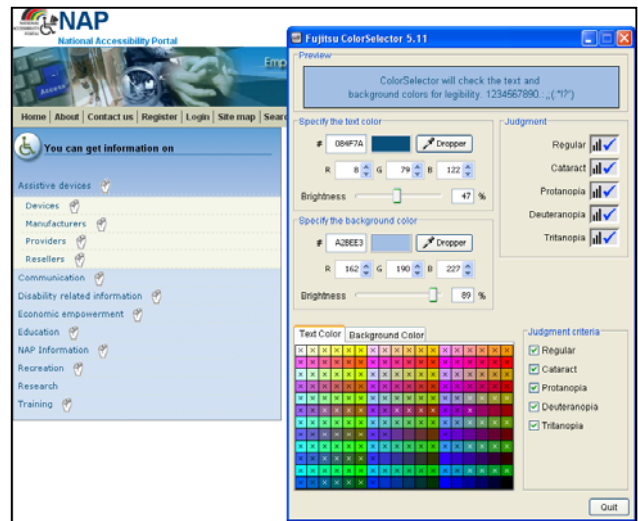 NAP
National Accessibility Portal
Access
Emp
Home | About | Contact us | Register | Login | Site map | Sear
You can get information on
Assistive devices
Devices
Manufacturers
Providers
Resellers
Communication
Disability related information
Economic empowerment
Education
NAP Information
Recreation
Research
Training
Fujitsu ColorSelector 5.11
Preview
ColorSelector will check the text and
background colors for legibility. 1234567890.:,;(."!?")
Specify the text color
# 084F7A Dropper
R 8 G 79 B 122
Brightness 47 %
Judgment
Regular
Cataract
Protanopia
Deuteranopia
Tritanopia
Specify the background color
# A2BEE3 Dropper
R 162 G 190 B 227
Brightness 89 %
Text Color Background Color
Judgment criteria
Regular
Cataract
Protanopia
Deuteranopia
Tritanopia
Quit